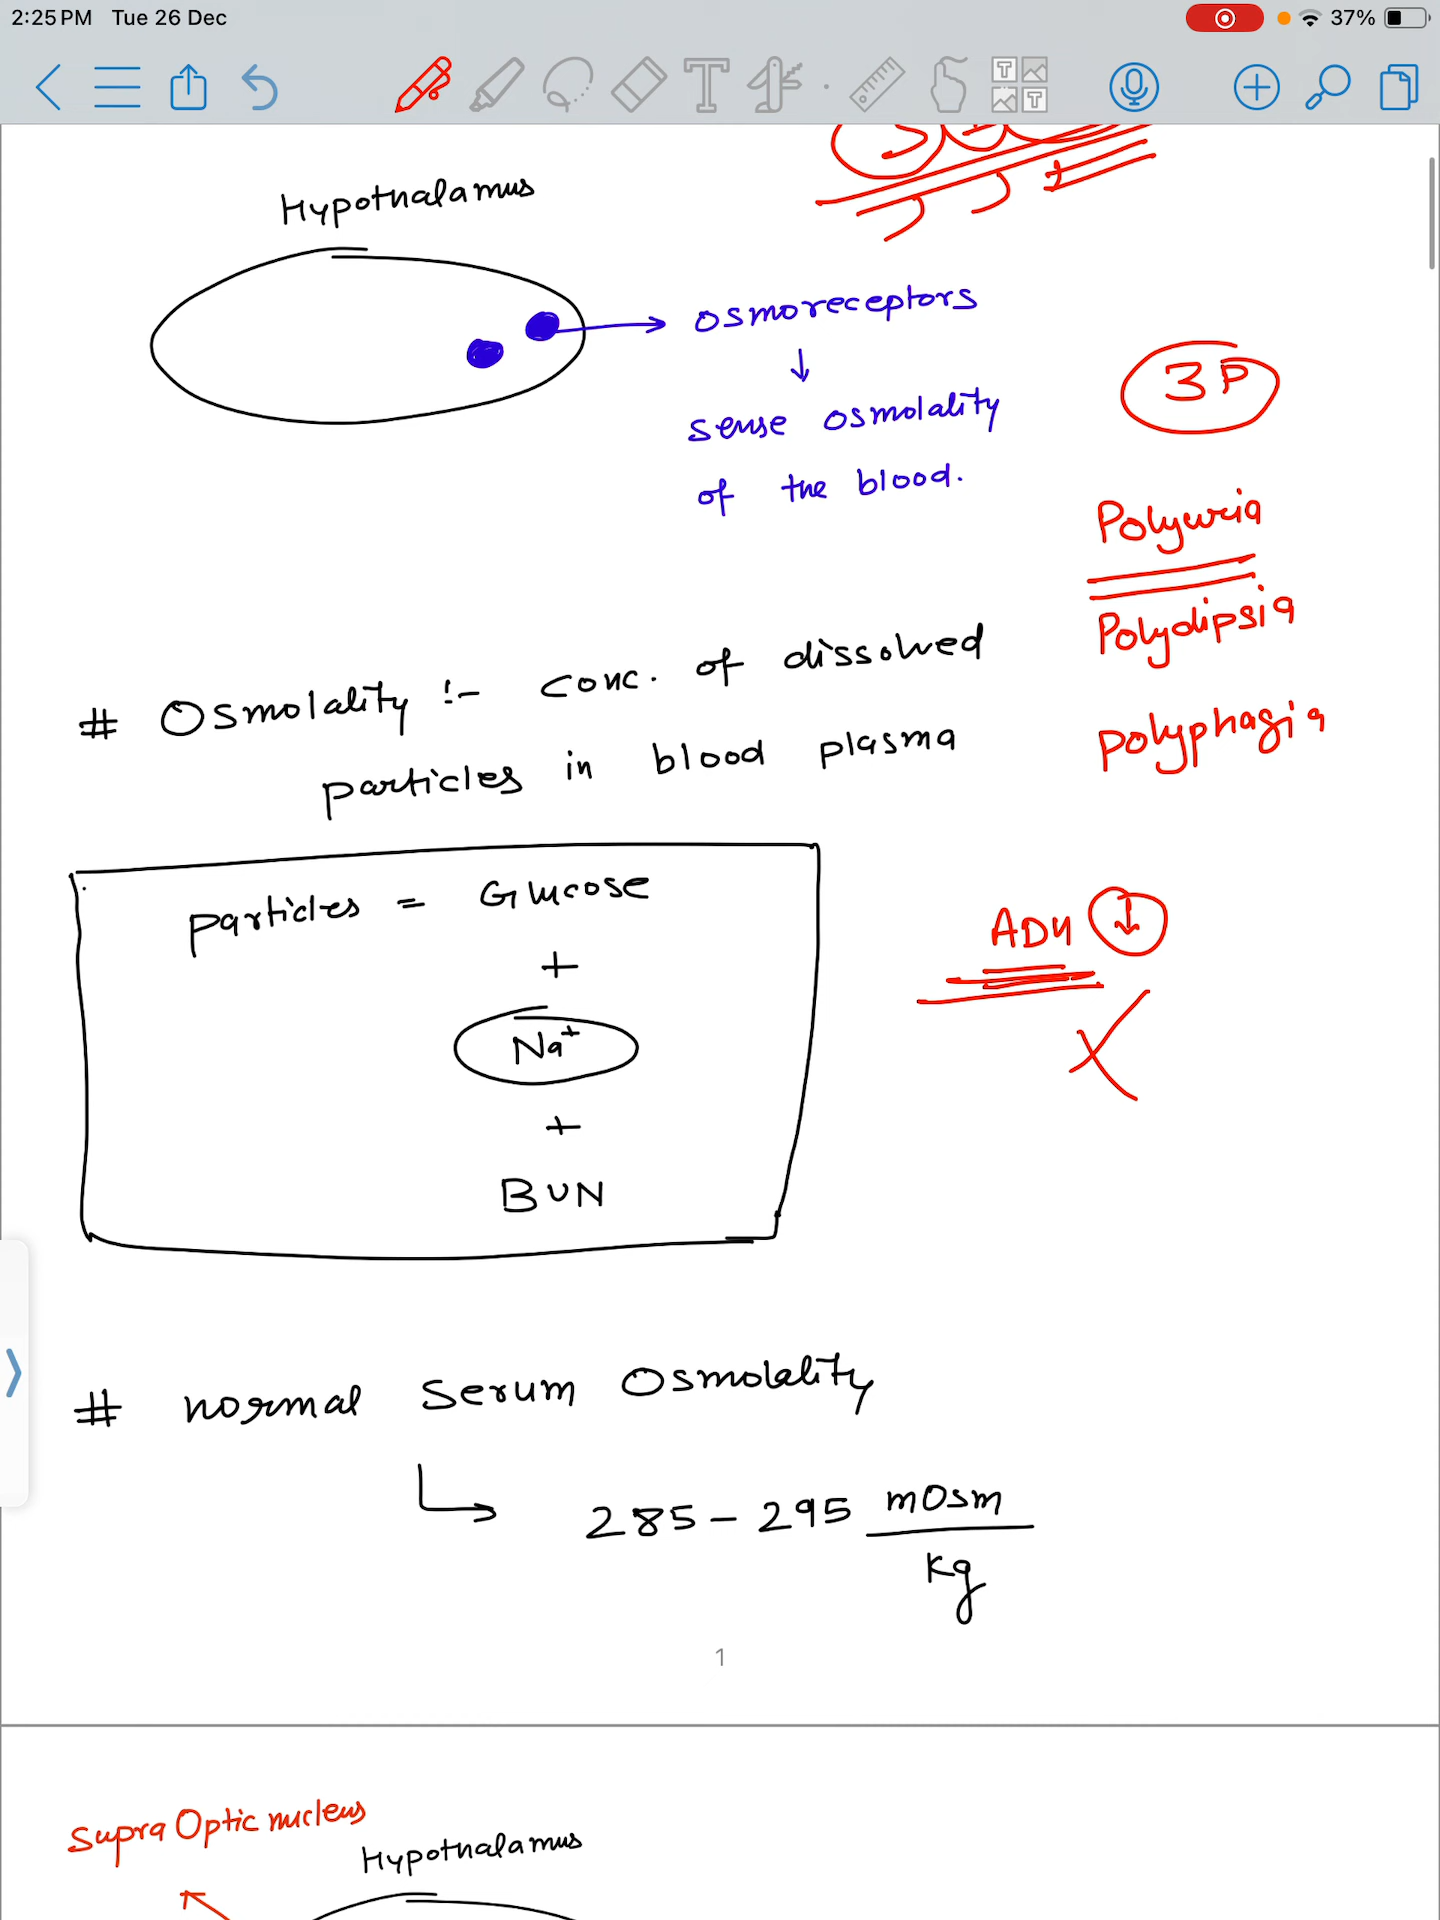 2:25 PM Tue 26 Dec
37%
Hypothalamus
osmoreceptors
↓
sense osmolality
of the blood.
3P
Polyuria
Polydipsia
Polyphagia
# Osmolality :- conc. of dissolved
particles in blood plasma
particles = Glucose
+
Na⁺
+
BUN
ADH ↓
X
# normal serum Osmolality
285 - 295 mOsm
kg
1
Supra Optic nucleus
Hypothalamus